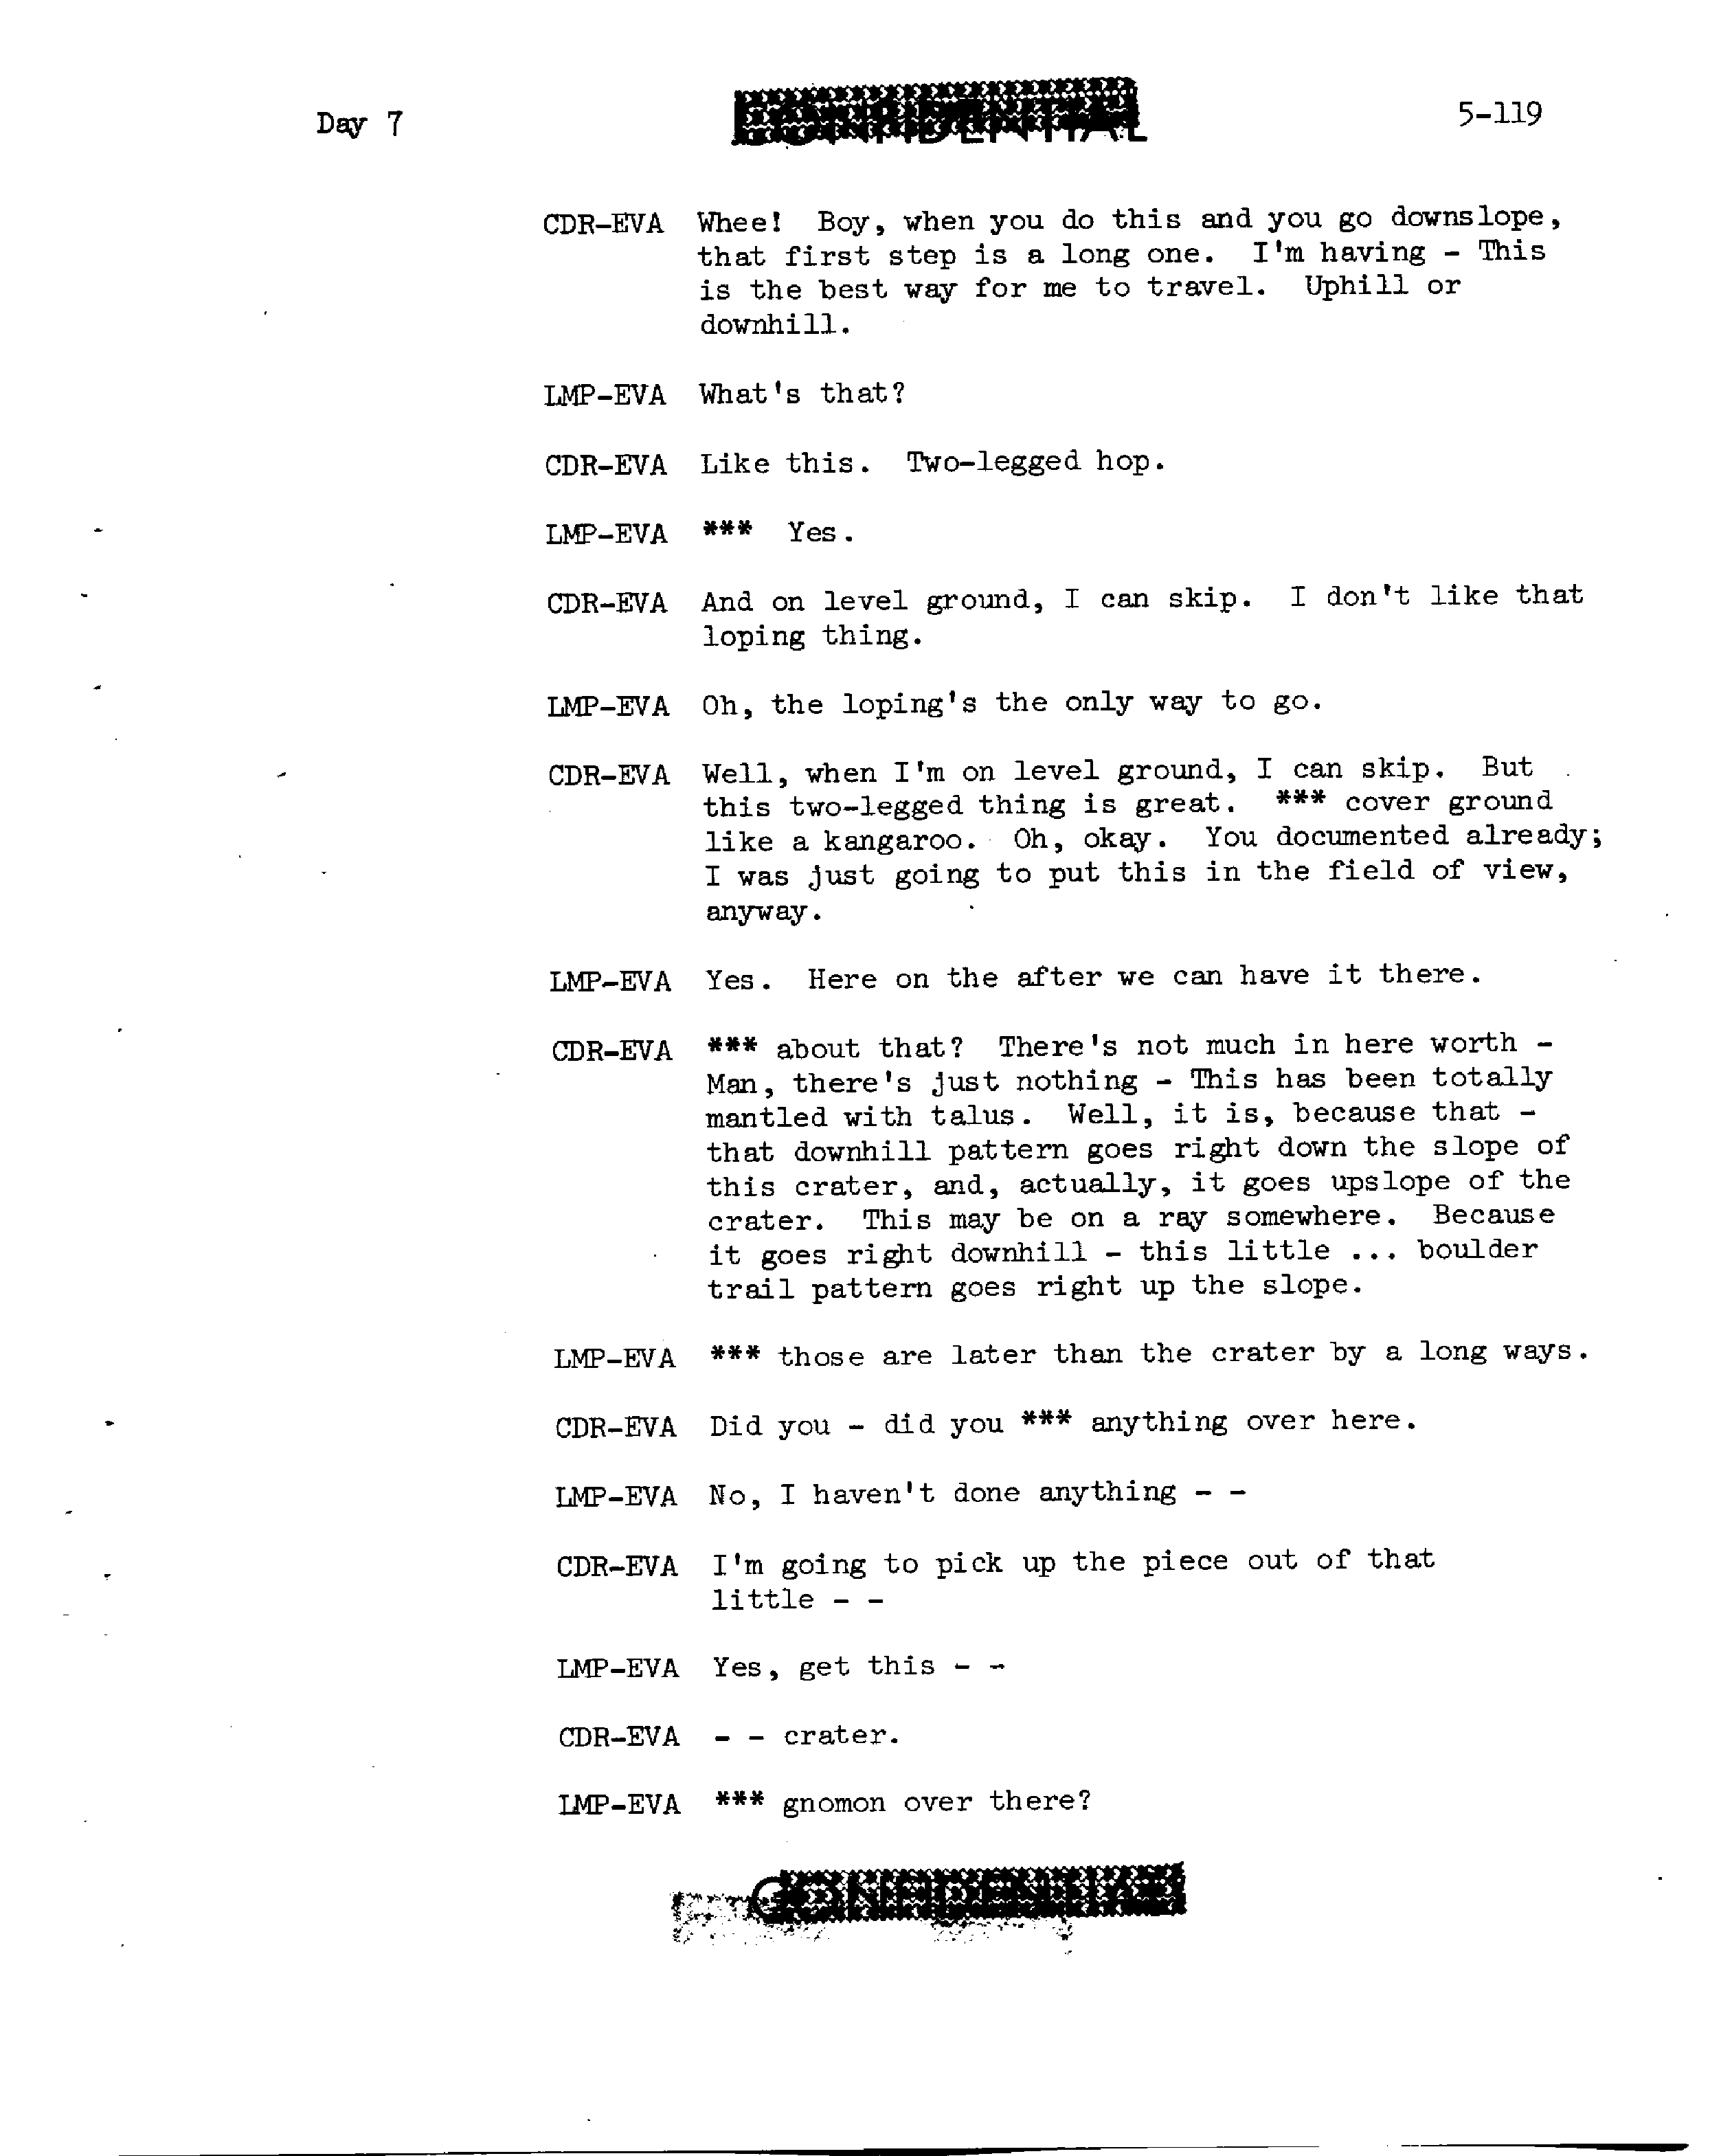 Day 7
CONFIDENTIAL
5-119
CDR-EVA Whee! Boy, when you do this and you go downslope,
that first step is a long one. I'm having - This
is the best way for me to travel. Uphill or
downhill.
LMP-EVA What's that?
CDR-EVA Like this. Two-legged hop.
LMP-EVA *** Yes.
CDR-EVA And on level ground, I can skip. I don't like that
loping thing.
LMP-EVA Oh, the loping's the only way to go.
CDR-EVA Well, when I'm on level ground, I can skip. But
this two-legged thing is great. *** cover ground
like a kangaroo. Oh, okay. You documented already;
I was just going to put this in the field of view,
anyway.
LMP-EVA Yes. Here on the after we can have it there.
CDR-EVA *** about that? There's not much in here worth -
Man, there's just nothing - This has been totally
mantled with talus. Well, it is, because that -
that downhill pattern goes right down the slope of
this crater, and, actually, it goes upslope of the
crater. This may be on a ray somewhere. Because
it goes right downhill - this little ... boulder
trail pattern goes right up the slope.
LMP-EVA *** those are later than the crater by a long ways.
CDR-EVA Did you - did you *** anything over here.
LMP-EVA No, I haven't done anything - -
CDR-EVA I'm going to pick up the piece out of that
little - -
LMP-EVA Yes, get this - -
CDR-EVA - - crater.
LMP-EVA *** gnomon over there?
CONFIDENTIAL